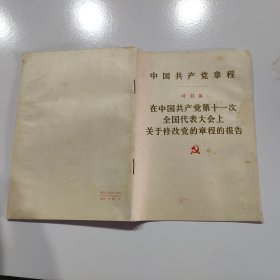 中国共产党章程
叶剑英
在中国共产党第十一次
全国代表大会上
关于修改党的章程的报告